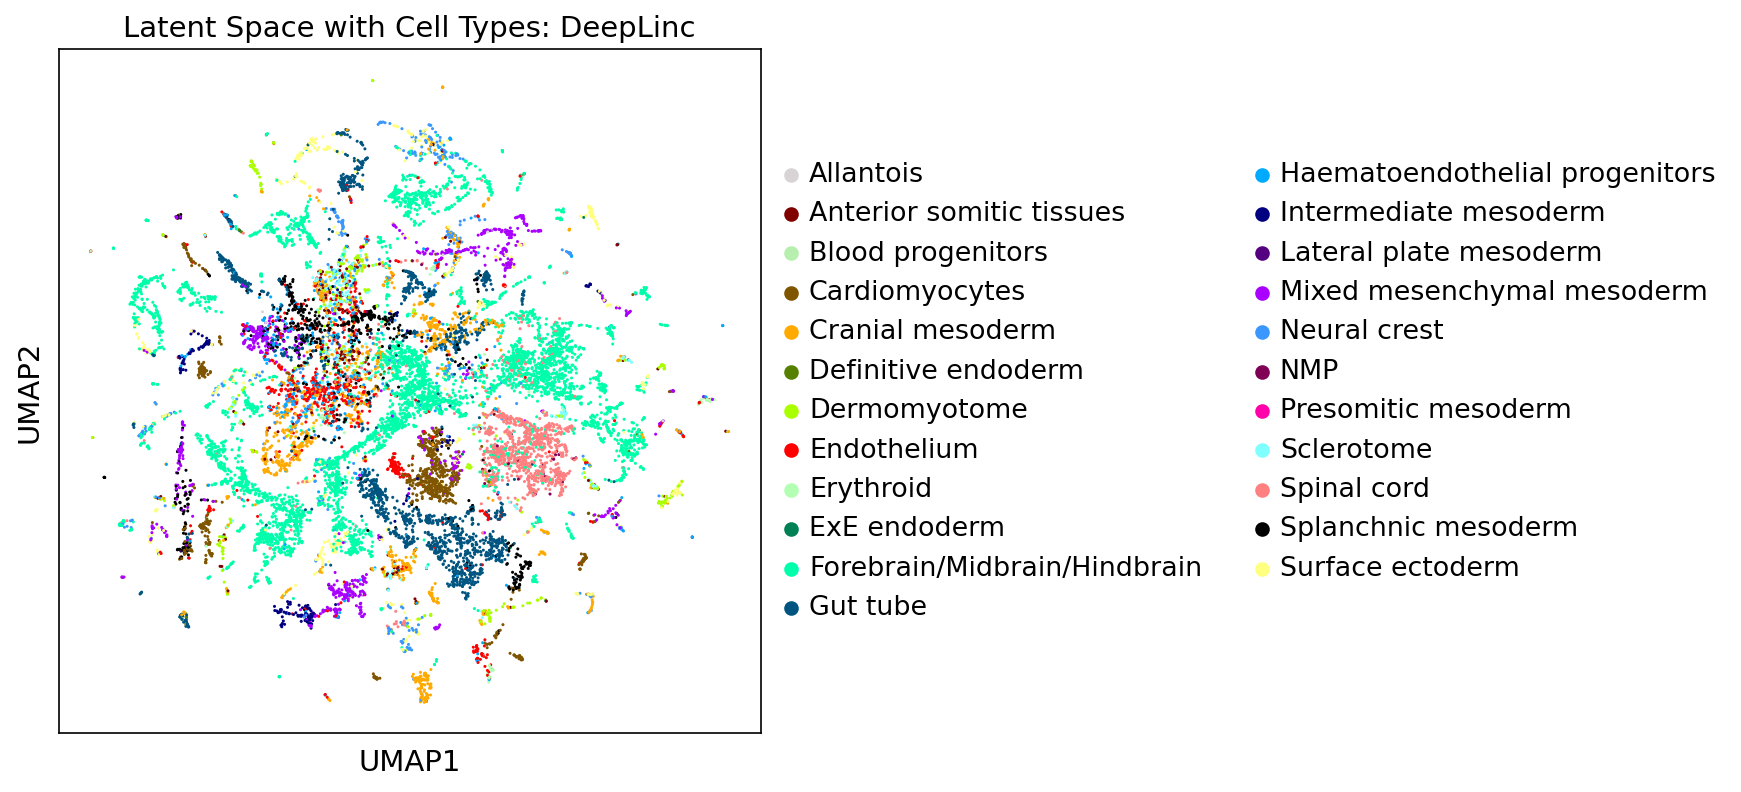 Latent Space with Cell Types: DeepLinc
UMAP2
UMAP1
Allantois
Anterior somitic tissues
Blood progenitors
Cardiomyocytes
Cranial mesoderm
Definitive endoderm
Dermomyotome
Endothelium
Erythroid
ExE endoderm
Forebrain/Midbrain/Hindbrain
Gut tube
Haematoendothelial progenitors
Intermediate mesoderm
Lateral plate mesoderm
Mixed mesenchymal mesoderm
Neural crest
NMP
Presomitic mesoderm
Sclerotome
Spinal cord
Splanchnic mesoderm
Surface ectoderm